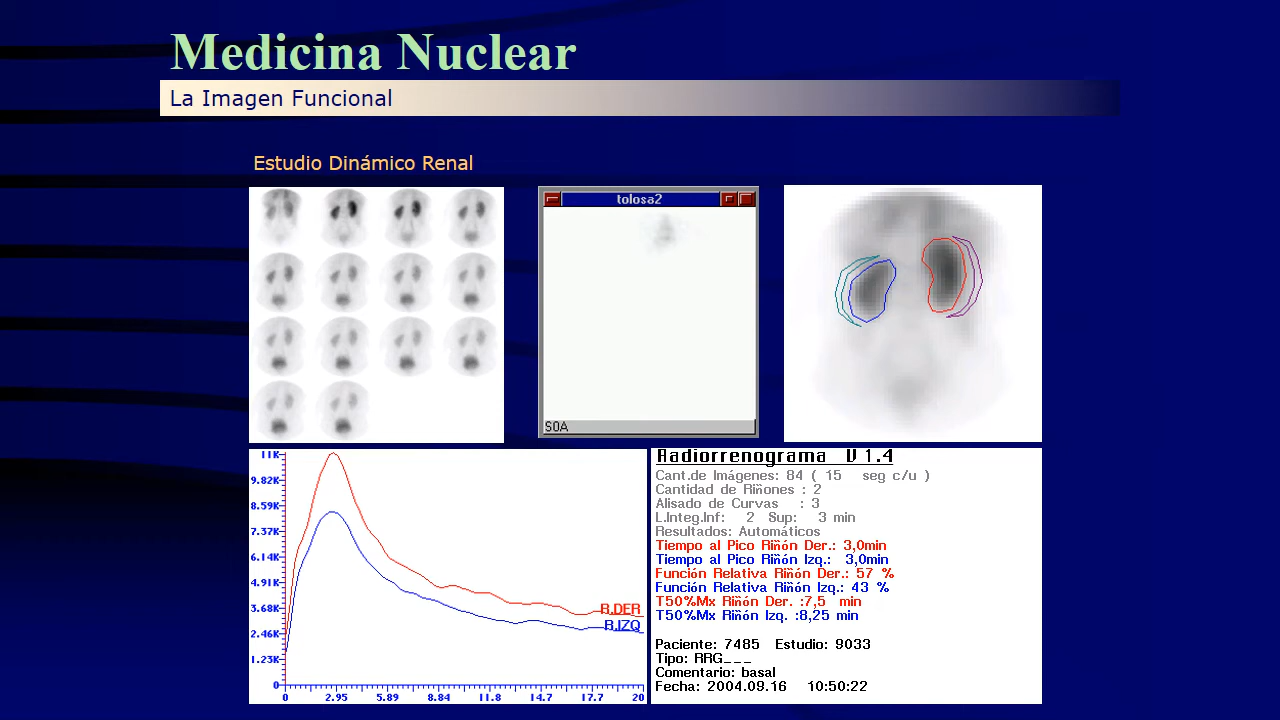 Medicina Nuclear
La Imagen Funcional
Estudio Dinámico Renal
tolosa2
S0A
11K
9.82K
8.59K
7.37K
6.14K
4.91K
3.68K
2.46K
1.23K
0
R.DER
R.IZQ
0 2.95 5.89 8.84 11.8 14.7 17.7 20
Radiorrenograma V 1.4
Cant.de Imágenes: 84 ( 15 seg c/u )
Cantidad de Riñones : 2
Alisado de Curvas : 3
L.Integ.Inf: 2 Sup: 3 min
Resultados: Automáticos
Tiempo al Pico Riñón Der.: 3,0min
Tiempo al Pico Riñón Izq.: 3,0min
Función Relativa Riñón Der.: 57 %
Función Relativa Riñón Izq.: 43 %
T50%Mx Riñón Der. :7,5 min
T50%Mx Riñón Izq. :8,25 min
Paciente: 7485 Estudio: 9033
Tipo: RRG___
Comentario: basal
Fecha: 2004.09.16 10:50:22